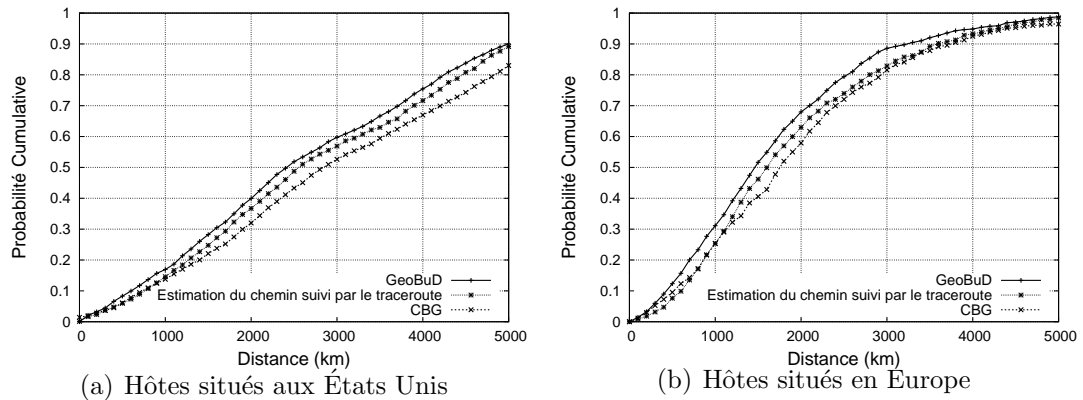 1
0.9
0.8
0.7
0.6
0.5
0.4
0.3
0.2
0.1
0
Probabilité Cumulative
GeoBuD
Estimation du chemin suivi par le traceroute
CBG
0 1000 2000 3000 4000 5000
Distance (km)
(a) Hôtes situés aux États Unis
1
0.9
0.8
0.7
0.6
0.5
0.4
0.3
0.2
0.1
0
Probabilité Cumulative
GeoBuD
Estimation du chemin suivi par le traceroute
CBG
0 1000 2000 3000 4000 5000
Distance (km)
(b) Hôtes situés en Europe